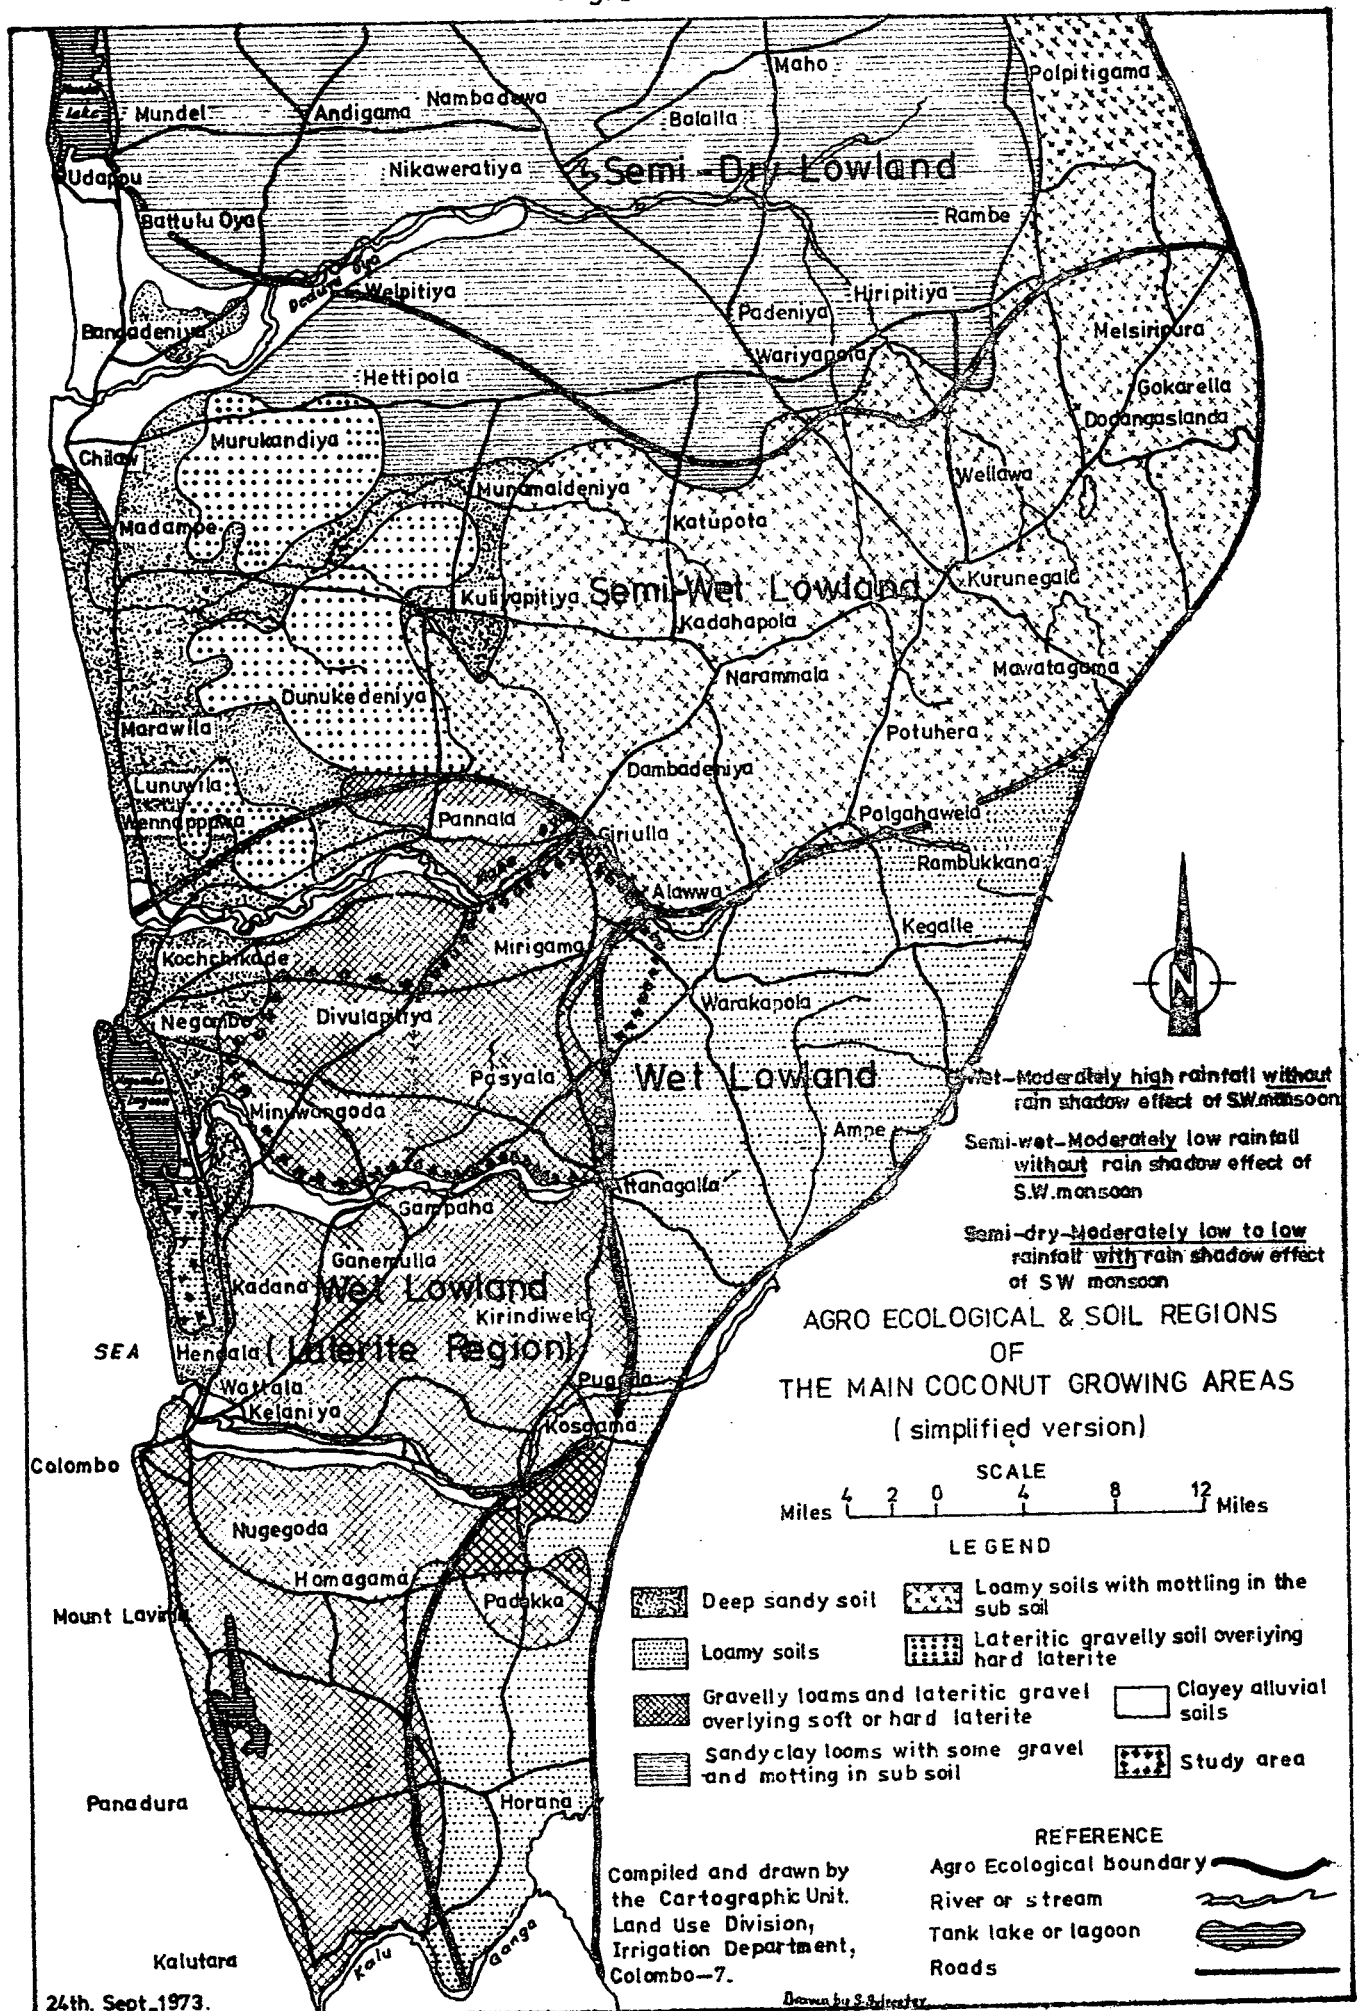 Maho
Polpitigama
Lake
Mundel
Andigama
Nambadewa
Balalla
Nikaweratiya
Semi-Dry Lowland
Udappu
Rambe
Battulu Oya
Deduru Oya
Welpitiya
Hiripitiya
Padeniya
Bangadeniya
Melsiripura
Wariyapola
Hettipola
Gokarella
Dodangaslanda
Murukandiya
Chilaw
Wellawa
Munamaldeniya
Madampe
Katupota
Kurunegala
Kuliyapitiya
Semi-Wet Lowland
Kadahapola
Mawatagama
Narammala
Dunukedeniya
Marawila
Potuhera
Dambadeniya
Lunuwila
Wennappuwa
Pannala
Giriulla
Polgahawela
Rambukkana
Maha
Alawwa
Kegalle
Mirigama
Kochchikade
Warakapola
Negombo
Divulapitiya
Pasyala
Wet Lowland
Negombo
Lagoon
Minuwangoda
Ampe
Attanagalla
Gampaha
Ganemulla
Kadana
Wet Lowland
Kirindiwela
SEA
Hendala
(Laterite Region)
Wattala
Pugoda
Kelaniya
Kosgama
Colombo
Nugegoda
Homagama
Padukka
Mount Lavinia
Panadura
Horana
Kalutara
Kalu
Ganga
24th. Sept_1973.
Wet-Moderately high rainfall without
rain shadow effect of S.W.monsoon
Semi-wet-Moderately low rainfall
without rain shadow effect of
S.W.monsoon
Semi-dry-Moderately low to low
rainfall with rain shadow effect
of SW monsoon
AGRO ECOLOGICAL & SOIL REGIONS
OF
THE MAIN COCONUT GROWING AREAS
(simplified version)
SCALE
Miles 4 2 0 4 8 12 Miles
LEGEND
Deep sandy soil
Loamy soils with mottling in the
sub soil
Loamy soils
Lateritic gravelly soil overlying
hard laterite
Gravelly loams and lateritic gravel
overlying soft or hard laterite
Clayey alluvial
soils
Sandy clay looms with some gravel
and motting in sub soil
Study area
REFERENCE
Agro Ecological boundary
River or stream
Tank lake or lagoon
Roads
Compiled and drawn by
the Cartographic Unit.
Land Use Division,
Irrigation Department,
Colombo-7.
Drawn by S.